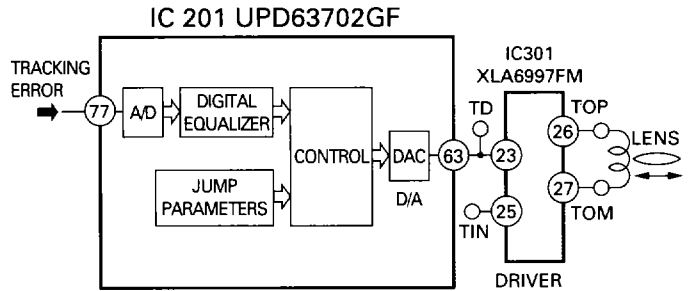 IC 201 UPD63702GF
TRACKING
ERROR
77
A/D
DIGITAL
EQUALIZER
JUMP
PARAMETERS
CONTROL
DAC
D/A
63
TD
TIN
IC301
XLA6997FM
23
25
26
27
TOP
TOM
LENS
DRIVER